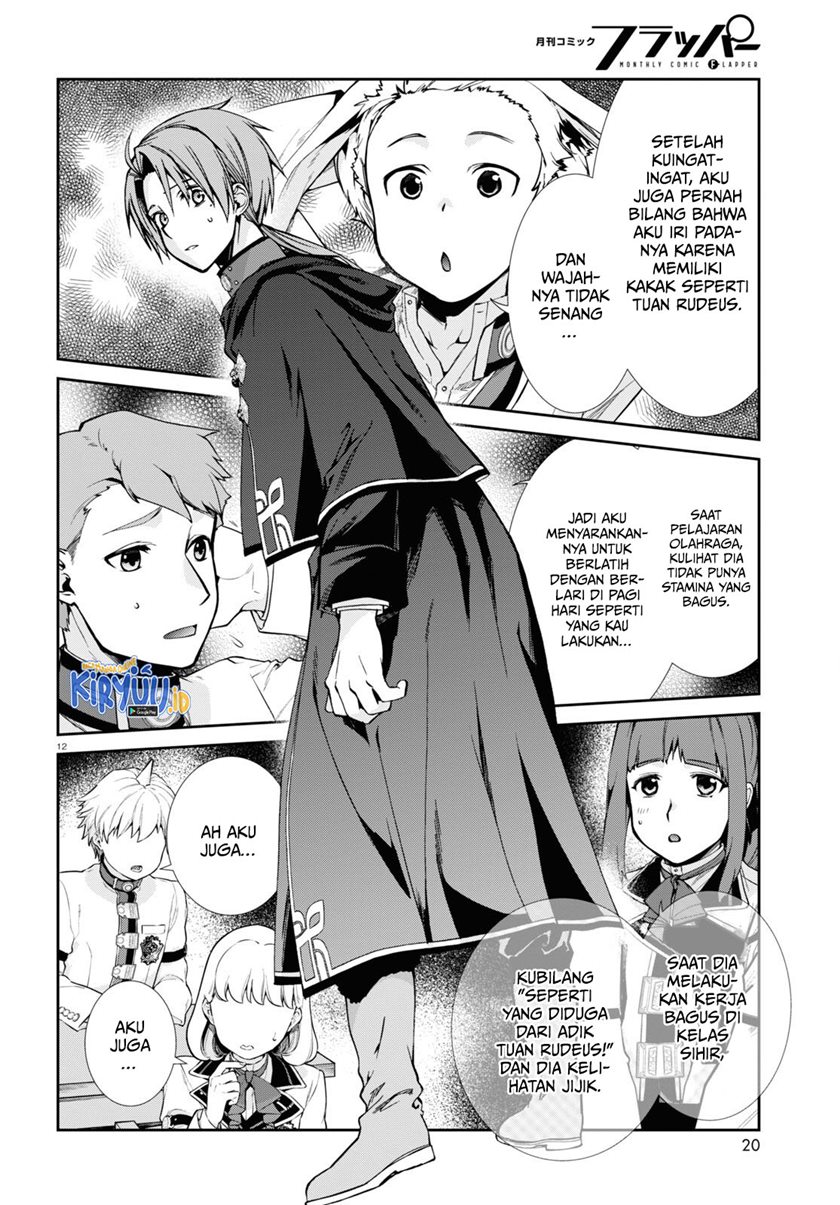 月刊コミック
フラッパー
MONTHLY COMIC FLAPPER
SETELAH
KUINGAT-
INGAT, AKU
JUGA PERNAH
BILANG BAHWA
AKU IRI PADA-
NYA KARENA
MEMILIKI
KAKAK SEPERTI
TUAN RUDEUS.
DAN
WAJAH-
NYA TIDAK
SENANG
...
SAAT
PELAJARAN
OLAHRAGA,
KULIHAT DIA
TIDAK PUNYA
STAMINA YANG
BAGUS.
JADI AKU
MENYARANKAN-
NYA UNTUK
BERLATIH
DENGAN BER-
LARI DI PAGI
HARI SEPERTI
YANG KAU
LAKUKAN...
KIRYUU.ID
Google Play
12
SAAT DIA
MELAKU-
KAN KERJA
BAGUS DI
KELAS
SIHIR,
KUBILANG
"SEPERTI
YANG DIDUGA
DARI ADIK
TUAN RUDEUS!"
DAN DIA KELI-
HATAN JIJIK.
AH AKU
JUGA...
AKU
JUGA
...
20